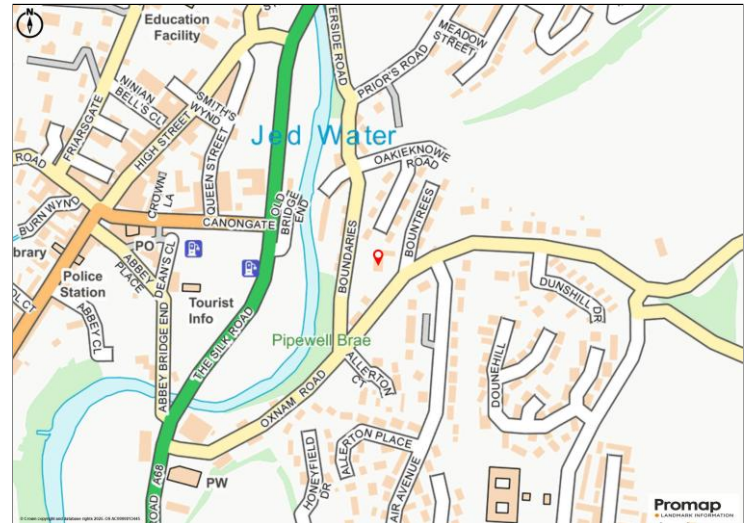 N
Education
Facility
NINIAN
BELL'S CL
FRIARSGATE
HIGH STREET
SMITH'S
WYND
QUEEN STREET
Jed Water
PRIOR'S ROAD
MEADOW
STREET
OAKIEKNOWE
ROAD
ROAD
BURN WYND
CROWN
LA
CANONGATE
OLD
BRIDGE
END
BOUNDARIES
BOUNTREES
PO
DEAN'S CL
ABBEY
PLACE
Police
Station
ABBEY CL
Tourist
Info
ABBEY BRIDGE END
THE SILK ROAD
Pipewell Brae
DUNSHILL DR
DOUNEHILL
OXNAM ROAD
ALLERTON
CT
ALLERTON PLACE
HONEYFIELD
DR
AIR AVENUE
PW
A68
ROAD
Promap
LANDMARK INFORMATION